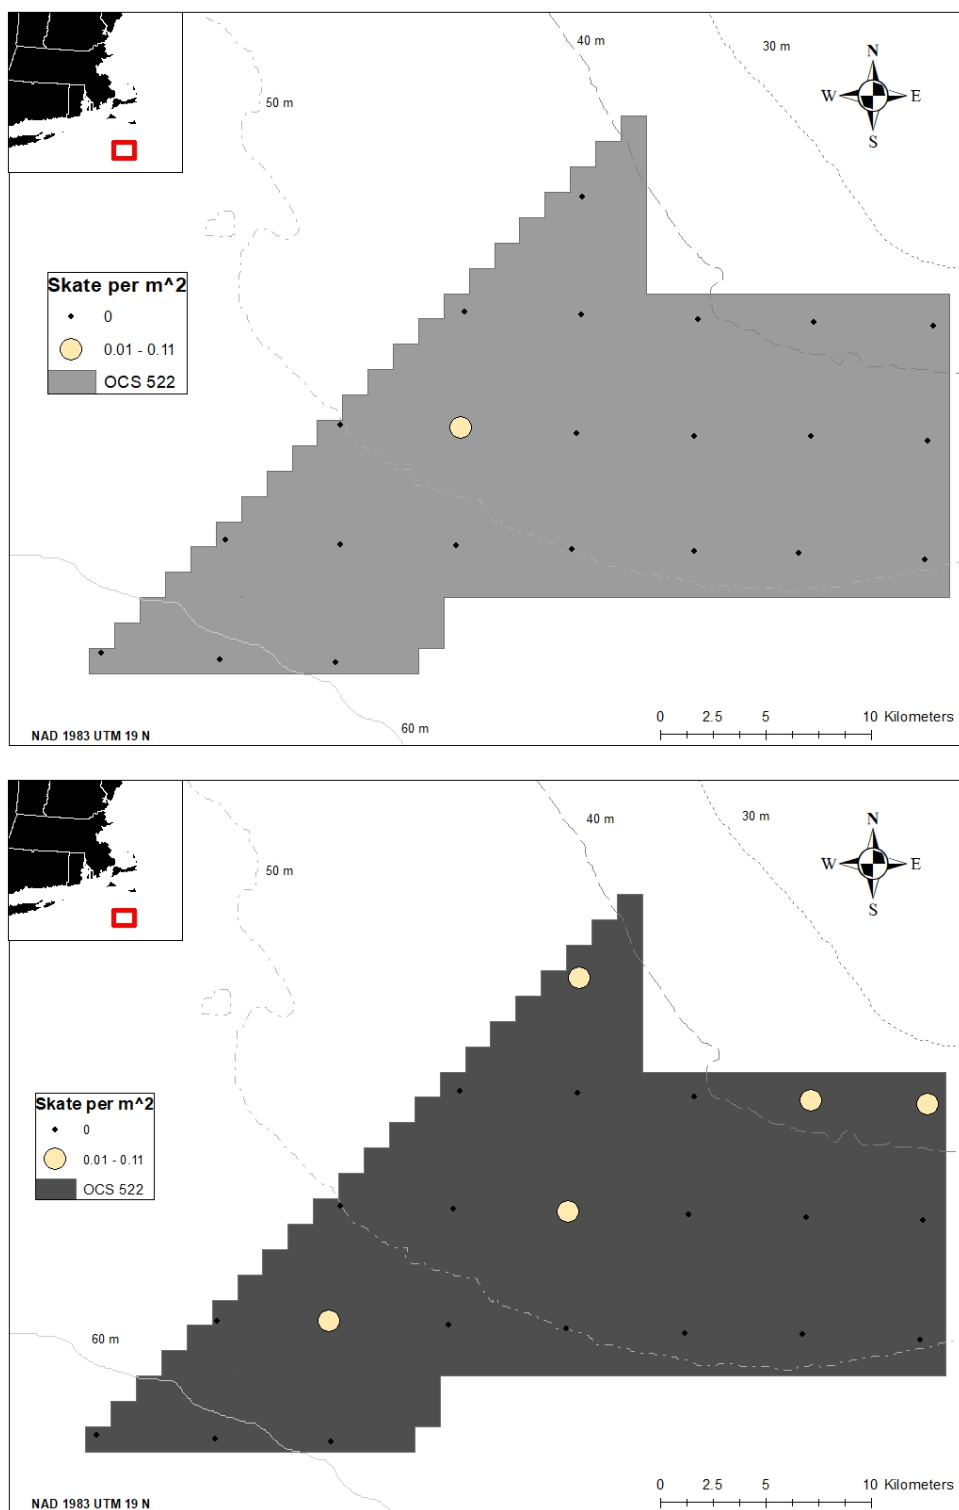 40 m
30 m
50 m
N
W E
S
Skate per m^2
0
0.01 - 0.11
OCS 522
0 2.5 5 10 Kilometers
60 m
NAD 1983 UTM 19 N
40 m
30 m
50 m
N
W E
S
Skate per m^2
0
0.01 - 0.11
OCS 522
60 m
0 2.5 5 10 Kilometers
NAD 1983 UTM 19 N